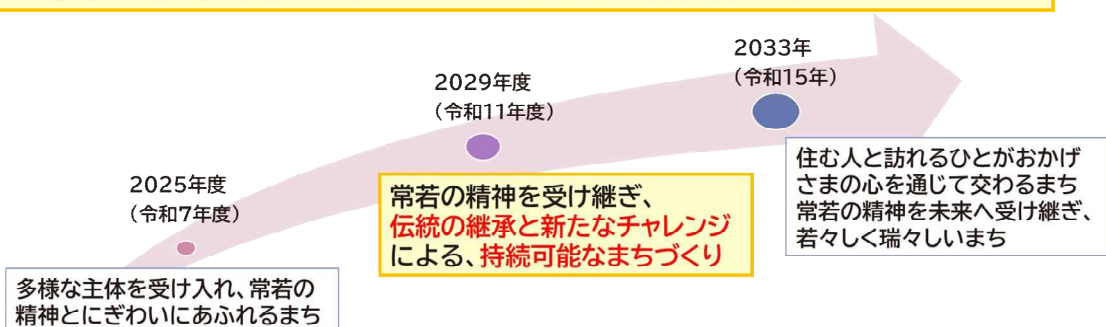 2025年度
（令和7年度）
多様な主体を受け入れ、常若の
精神とにぎわいにあふれるまち
2029年度
（令和11年度）
常若の精神を受け継ぎ、
伝統の継承と新たなチャレンジ
による、持続可能なまちづくり
2033年
（令和15年）
住む人と訪れるひとがおかげ
さまの心を通じて交わるまち
常若の精神を未来へ受け継ぎ、
若々しく瑞々しいまち